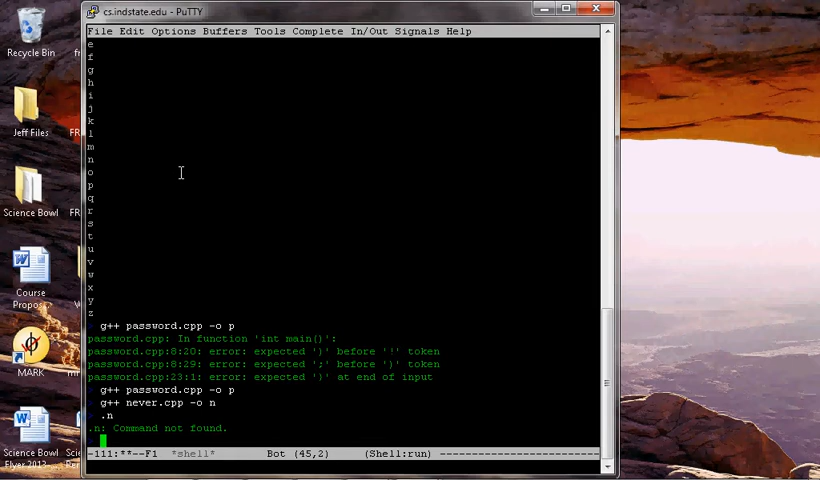 cs.indstate.edu - PuTTY
File Edit Options Buffers Tools Complete In/Out Signals Help
e
f
g
h
i
j
k
l
m
n
o
p
q
r
s
t
u
v
w
x
y
z
> g++ password.cpp -o p
password.cpp: In function 'int main()':
password.cpp:8:20: error: expected ')' before '!' token
password.cpp:8:29: error: expected ';' before ')' token
password.cpp:23:1: error: expected '}' at end of input
> g++ password.cpp -o p
> g++ never.cpp -o n
> .n
.n: Command not found.
>
-111:**--F1 *shell* Bot (45,2) (Shell:run) ----------------------
Recycle Bin
Jeff Files
Science Bowl
Course
Propos...
MARK
Science Bowl
Flyer 2013-...